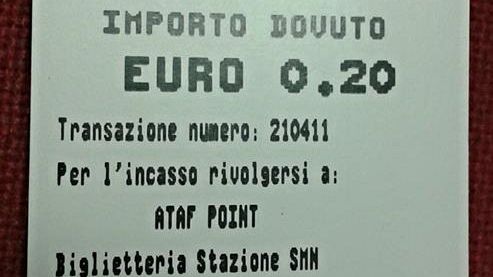 IMPORTO DOVUTO
EURO 0.20
Transazione numero: 210411
Per l'incasso rivolgersi a:
ATAF POINT
Biglietteria Stazione SMN